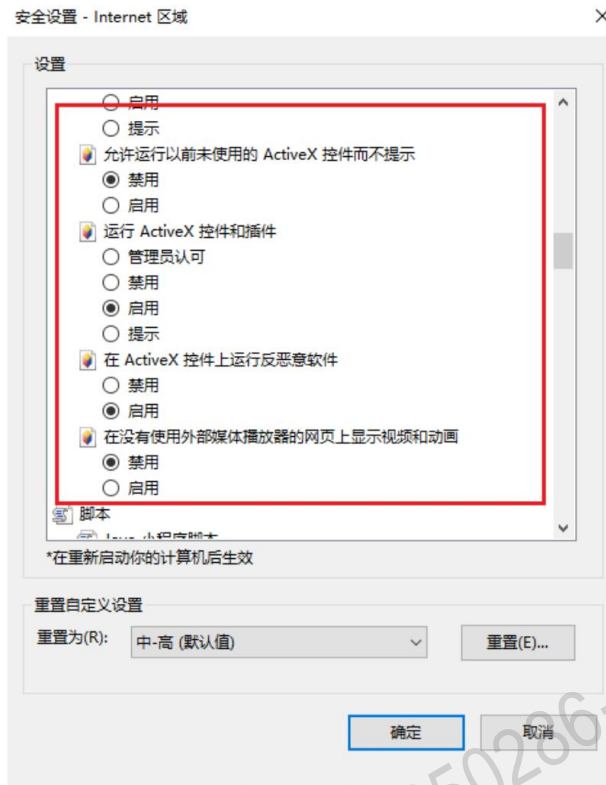 安全设置 - Internet 区域
设置
启用
提示
允许运行以前未使用的 ActiveX 控件而不提示
禁用
启用
运行 ActiveX 控件和插件
管理员认可
禁用
启用
提示
在 ActiveX 控件上运行反恶意软件
禁用
启用
在没有使用外部媒体播放器的网页上显示视频和动画
禁用
启用
脚本
Java 小程序脚本
*在重新启动你的计算机后生效
重置自定义设置
重置为(R):
中-高 (默认值)
重置(E)...
确定
取消